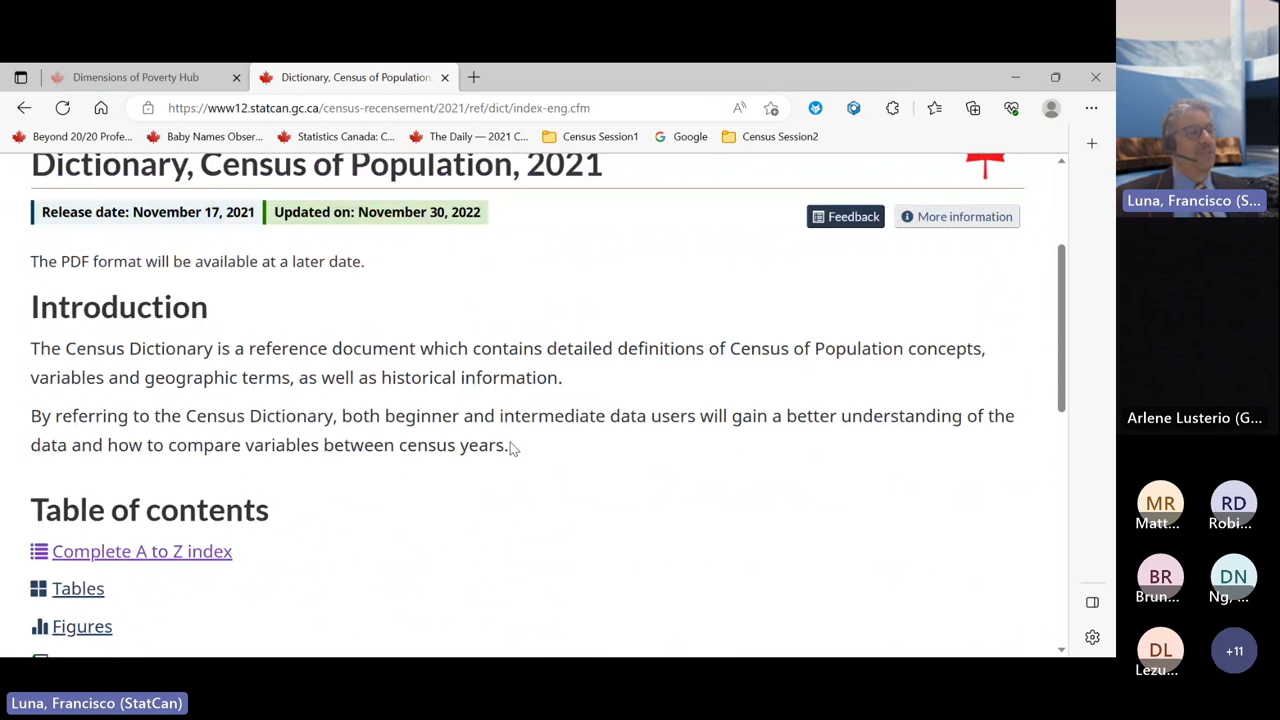 Dimensions of Poverty Hub
Dictionary, Census of Population,
https://www12.statcan.gc.ca/census-recensement/2021/ref/dict/index-eng.cfm
Beyond 20/20 Profe...
Baby Names Obser...
Statistics Canada: C...
The Daily — 2021 C...
Census Session1
Google
Census Session2
Dictionary, Census of Population, 2021
Release date: November 17, 2021
Updated on: November 30, 2022
Feedback
More information
The PDF format will be available at a later date.
Introduction
The Census Dictionary is a reference document which contains detailed definitions of Census of Population concepts,
variables and geographic terms, as well as historical information.
By referring to the Census Dictionary, both beginner and intermediate data users will gain a better understanding of the
data and how to compare variables between census years.
Table of contents
Complete A to Z index
Tables
Figures
Luna, Francisco (S...
Arlene Lusterio (G...
MR
RD
Matt...
Robi...
BR
DN
Brun...
Ng, ...
DL
+11
Lezu...
Luna, Francisco (StatCan)